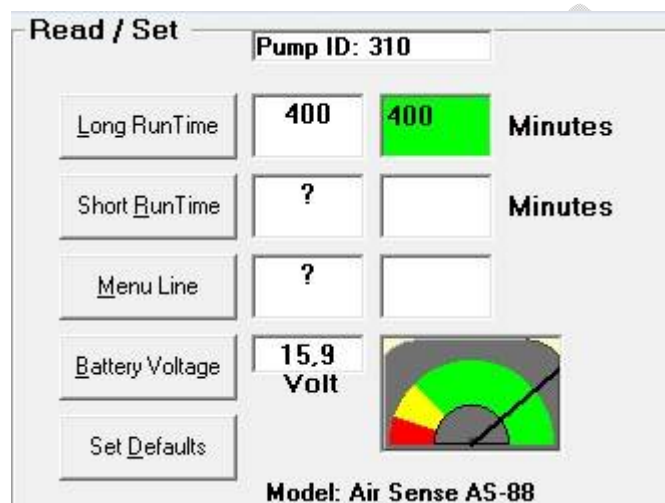 Read / Set
Pump ID: 310
Long RunTime 400 400 Minutes
Short RunTime ? Minutes
Menu Line ?
Battery Voltage 15,9
Volt
Set Defaults
Model: Air Sense AS-88